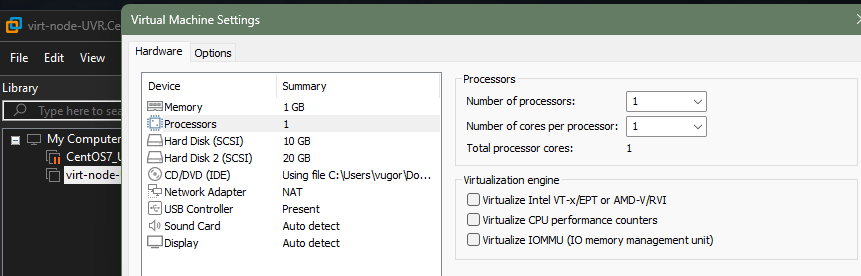 virt-node-UVR.Ce
Virtual Machine Settings
File Edit View
Hardware Options
Library
Type here to sea
My Computer
CentOS7_U
virt-node-
Device Summary
Memory 1 GB
Processors 1
Hard Disk (SCSI) 10 GB
Hard Disk 2 (SCSI) 20 GB
CD/DVD (IDE) Using file C:\Users\vugor\Do...
Network Adapter NAT
USB Controller Present
Sound Card Auto detect
Display Auto detect
Processors
Number of processors: 1
Number of cores per processor: 1
Total processor cores: 1
Virtualization engine
Virtualize Intel VT-x/EPT or AMD-V/RVI
Virtualize CPU performance counters
Virtualize IOMMU (IO memory management unit)